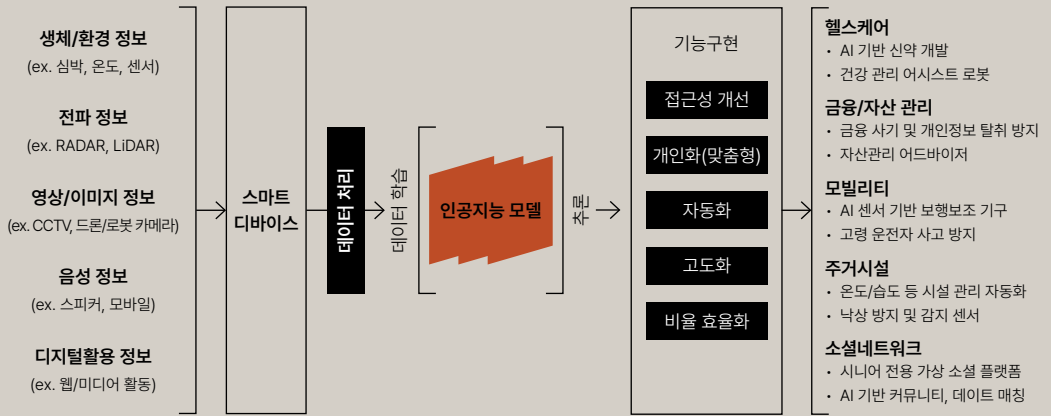 생체/환경 정보
(ex. 심박, 온도, 센서)
전파 정보
(ex. RADAR, LiDAR)
영상/이미지 정보
(ex. CCTV, 드론/로봇 카메라)
음성 정보
(ex. 스피커, 모바일)
디지털활용 정보
(ex. 웹/미디어 활동)
스마트
디바이스
데이터 처리
데이터 학습
인공지능 모델
추론
기능구현
접근성 개선
개인화(맞춤형)
자동화
고도화
비율 효율화
헬스케어
• AI 기반 신약 개발
• 건강 관리 어시스트 로봇
금융/자산 관리
• 금융 사기 및 개인정보 탈취 방지
• 자산관리 어드바이저
모빌리티
• AI 센서 기반 보행보조 기구
• 고령 운전자 사고 방지
주거시설
• 온도/습도 등 시설 관리 자동화
• 낙상 방지 및 감지 센서
소셜네트워크
• 시니어 전용 가상 소셜 플랫폼
• AI 기반 커뮤니티, 데이트 매칭